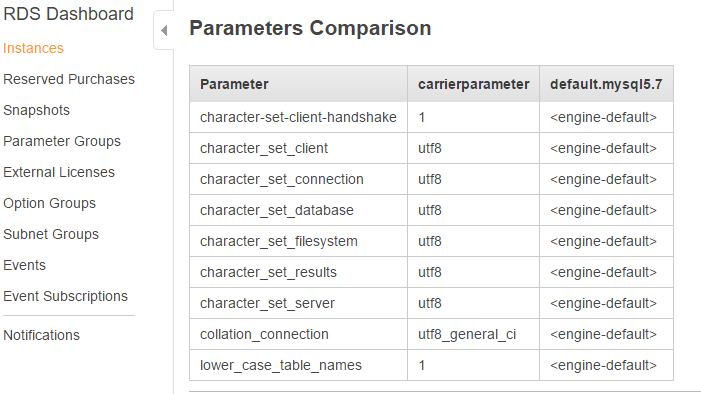 RDS Dashboard
Instances
Reserved Purchases
Snapshots
Parameter Groups
External Licenses
Option Groups
Subnet Groups
Events
Event Subscriptions
Notifications
Parameters Comparison
Parameter carrierparameter default.mysql5.7
character-set-client-handshake 1 <engine-default>
character_set_client utf8 <engine-default>
character_set_connection utf8 <engine-default>
character_set_database utf8 <engine-default>
character_set_filesystem utf8 <engine-default>
character_set_results utf8 <engine-default>
character_set_server utf8 <engine-default>
collation_connection utf8_general_ci <engine-default>
lower_case_table_names 1 <engine-default>